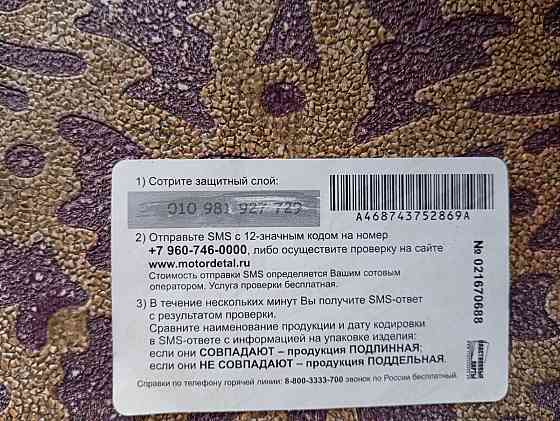 1) Сотрите защитный слой:
010 981 927 729
A468743752869A
2) Отправьте SMS с 12-значным кодом на номер
+7 960-746-0000, либо осуществите проверку на сайте
www.motordetal.ru
Стоимость отправки SMS определяется Вашим сотовым
оператором. Услуга проверки бесплатная.
№ 021670688
3) В течение нескольких минут Вы получите SMS-ответ
с результатом проверки.
Сравните наименование продукции и дату кодировки
в SMS-ответе с информацией на упаковке изделия:
если они СОВПАДАЮТ – продукция ПОДЛИННАЯ;
если они НЕ СОВПАДАЮТ – продукция ПОДДЕЛЬНАЯ.
Справки по телефону горячей линии: 8-800-3333-700 звонок по России бесплатный.